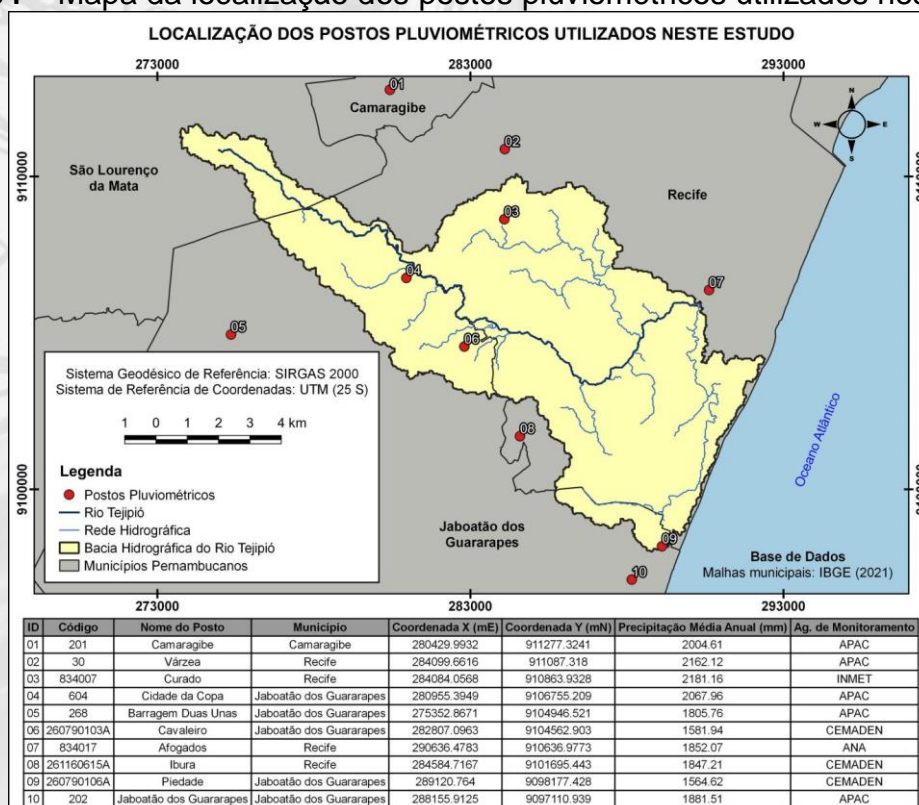 Mapa da localização dos postos pluviométricos utilizados
LOCALIZAÇÃO DOS POSTOS PLUVIOMÉTRICOS UTILIZADOS NESTE ESTUDO
273000 283000 293000
01
Camaragibe
N
W E
S
02
São Lourenço
da Mata
9110000
Recife
03
04
07
05
06
Sistema Geodésico de Referência: SIRGAS 2000
Sistema de Referência de Coordenadas: UTM (25 S)
1 0 1 2 3 4 km
08
Oceano Atlântico
Legenda
Postos Pluviométricos
9100000
Rio Tejipió
Rede Hidrográfica
Bacia Hidrográfica do Rio Tejipió
Municípios Pernambucanos
Jaboatão dos
Guararapes
09
10
Base de Dados
Malhas municipais: IBGE (2021)
273000 283000 293000
ID Código Nome do Posto Município Coordenada X (mE) Coordenada Y (mN) Precipitação Média Anual (mm) Ag. de Monitoramento
01 201 Camaragibe Camaragibe 280429.9932 911277.3241 2004.61 APAC
02 30 Várzea Recife 284099.6616 911087.318 2162.12 APAC
03 834007 Curado Recife 284084.0568 910863.9328 2181.16 INMET
04 604 Cidade da Copa Jaboatão dos Guararapes 280955.3949 9106755.209 2067.96 APAC
05 268 Barragem Duas Unas Jaboatão dos Guararapes 275352.8671 9104946.521 1805.76 APAC
06 260790103A Cavaleiro Jaboatão dos Guararapes 282807.0963 9104562.903 1581.94 CEMADEN
07 834017 Afogados Recife 290636.4783 910636.9773 1852.07 ANA
08 261160615A Ibura Recife 284584.7167 9101695.443 1847.21 CEMADEN
09 260790106A Piedade Jaboatão dos Guararapes 289120.764 9098177.428 1564.62 CEMADEN
10 202 Jaboatão dos Guararapes Jaboatão dos Guararapes 288155.9125 9097110.939 1881.51 APAC